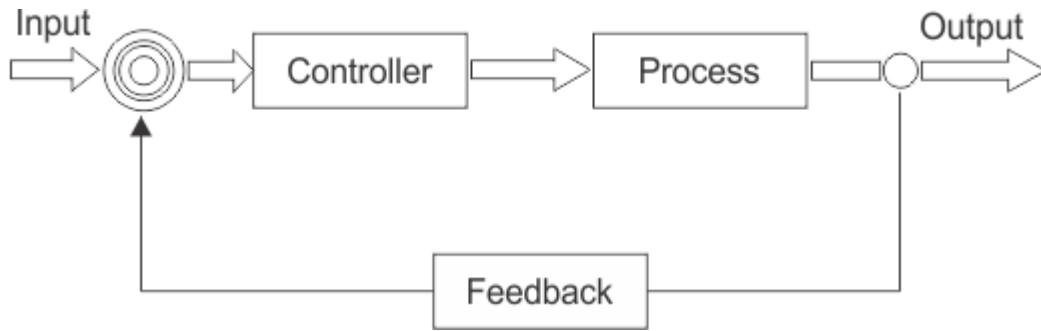 Input
Output
Controller
Process
Feedback